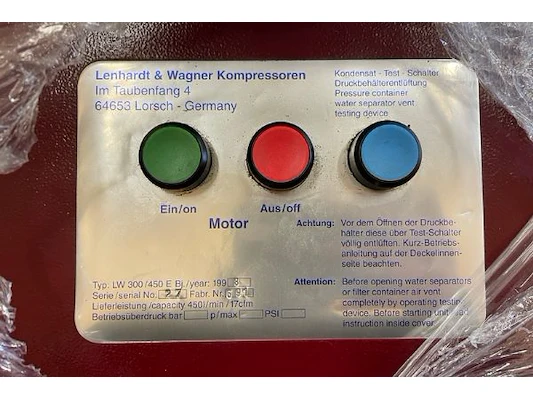 Lenhardt & Wagner Kompressoren
Im Taubenfang 4
64653 Lorsch - Germany
Kondensat - Test - Schalter
Druckbehälterentlüftung
Pressure container
water separator vent
testing device
Ein/on
Aus/off
Motor
Achtung: Vor dem Öffnen der Druckbe-
hälter diese über Test-Schalter
völlig entlüften. Kurz-Betriebs-
anleitung auf der Deckelinnen-
seite beachten.
Typ: LW 300/450 E Bj./year: 199
Serie/serial No. 27 Fabr. Nr.
Lieferleistung/capacity 450l/min/17cfm
Betriebsüberdruck bar p/max PSI
Attention: Before opening water separators
or filter container air vent
completely by operating testing
device. Before starting unit read
instruction inside cover.